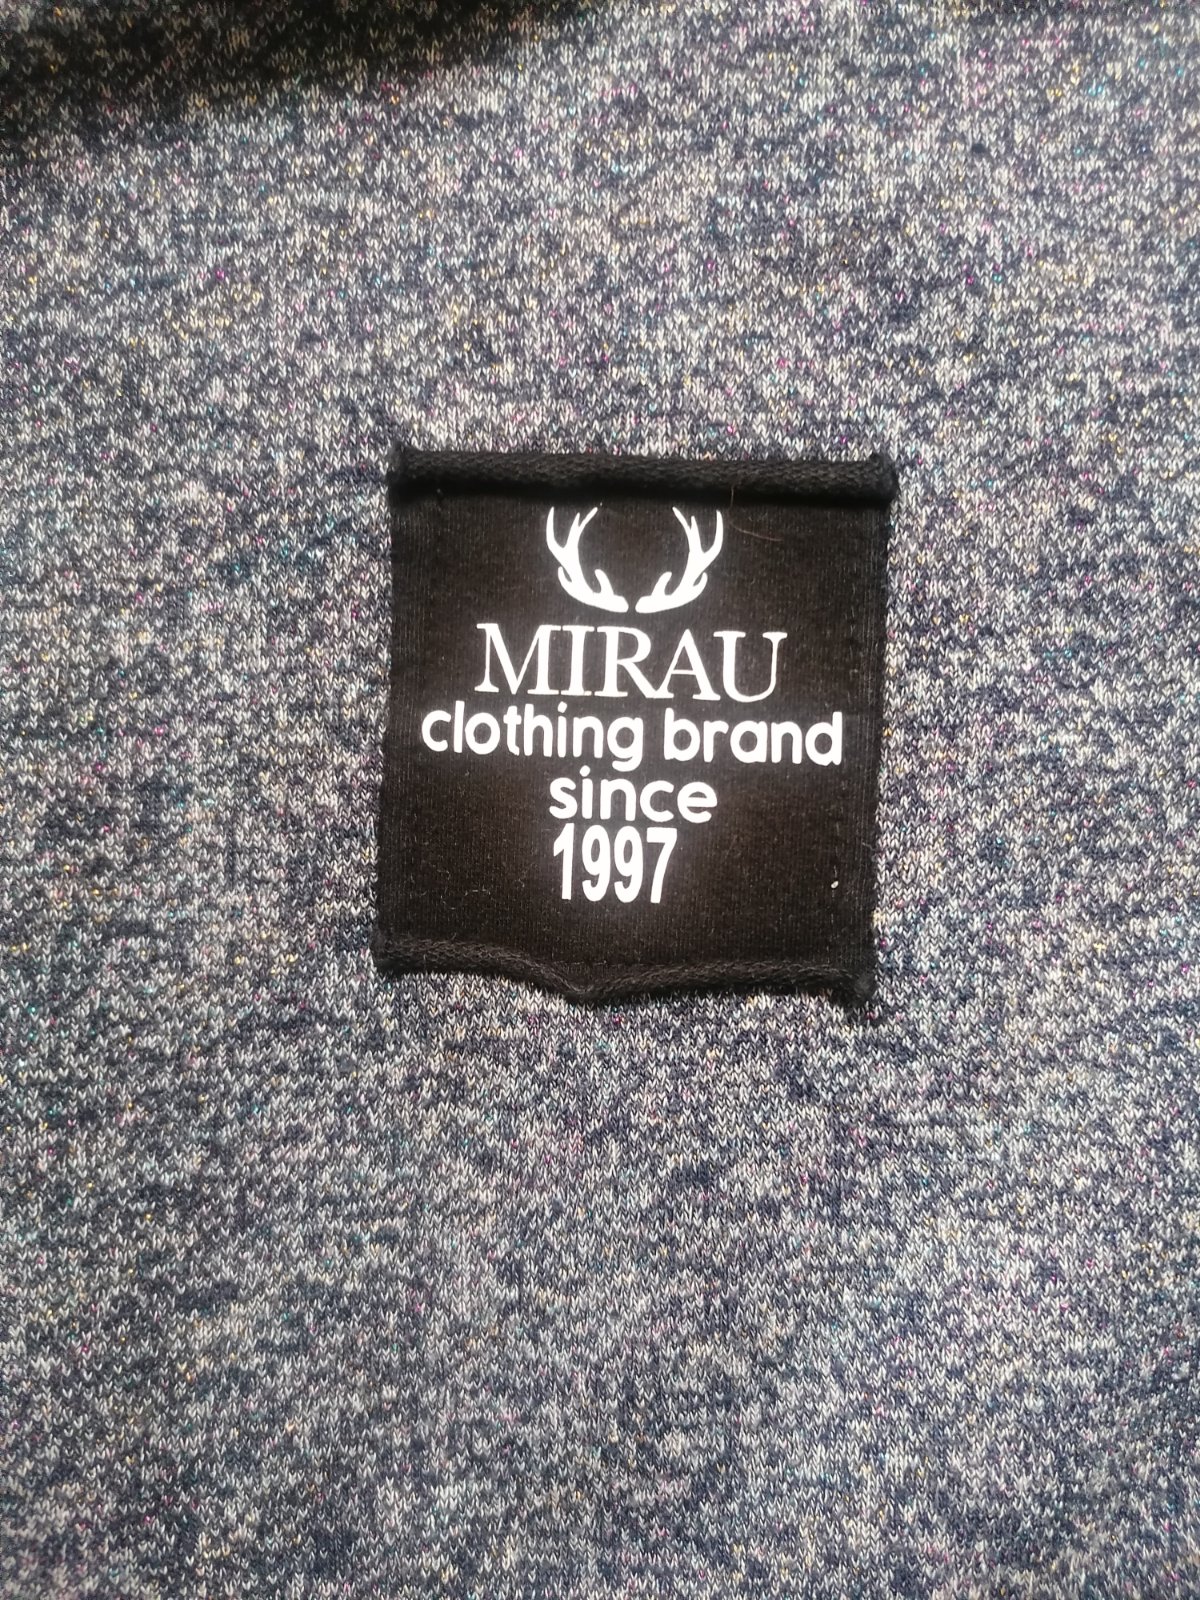 MIRAU
clothing brand
since
1997